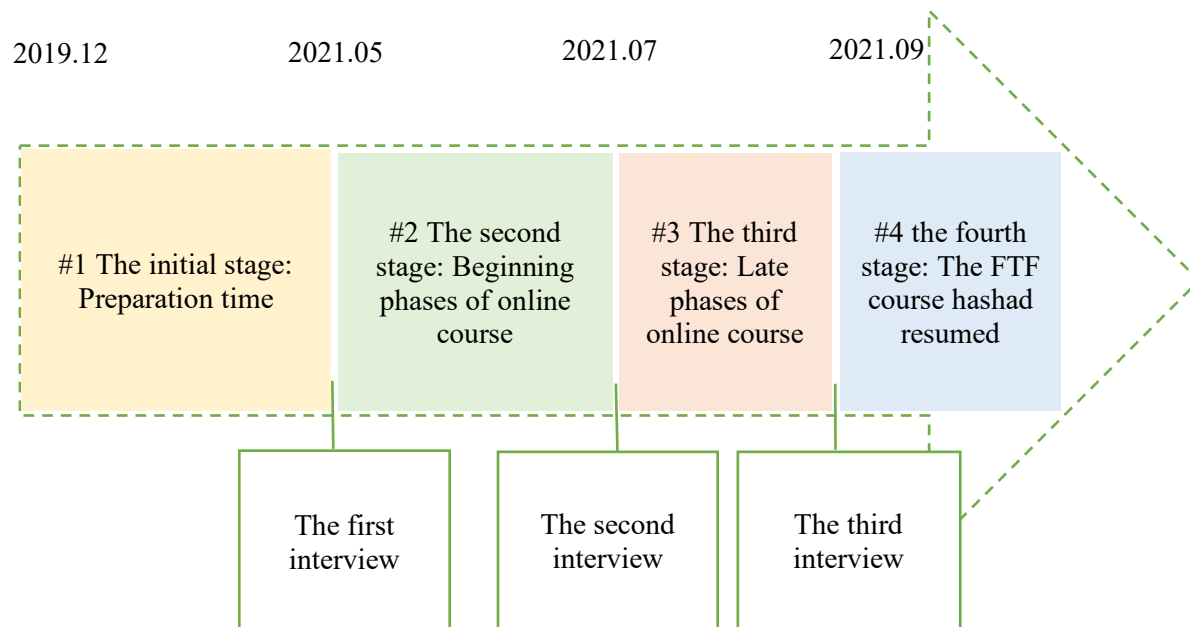 2019.12
2021.05
2021.07
2021.09
#1 The initial stage:
Preparation time
#2 The second
stage: Beginning
phases of online
course
#3 The third
stage: Late
phases of
online course
#4 the fourth
stage: The FTF
course hashad
resumed
The first
interview
The second
interview
The third
interview